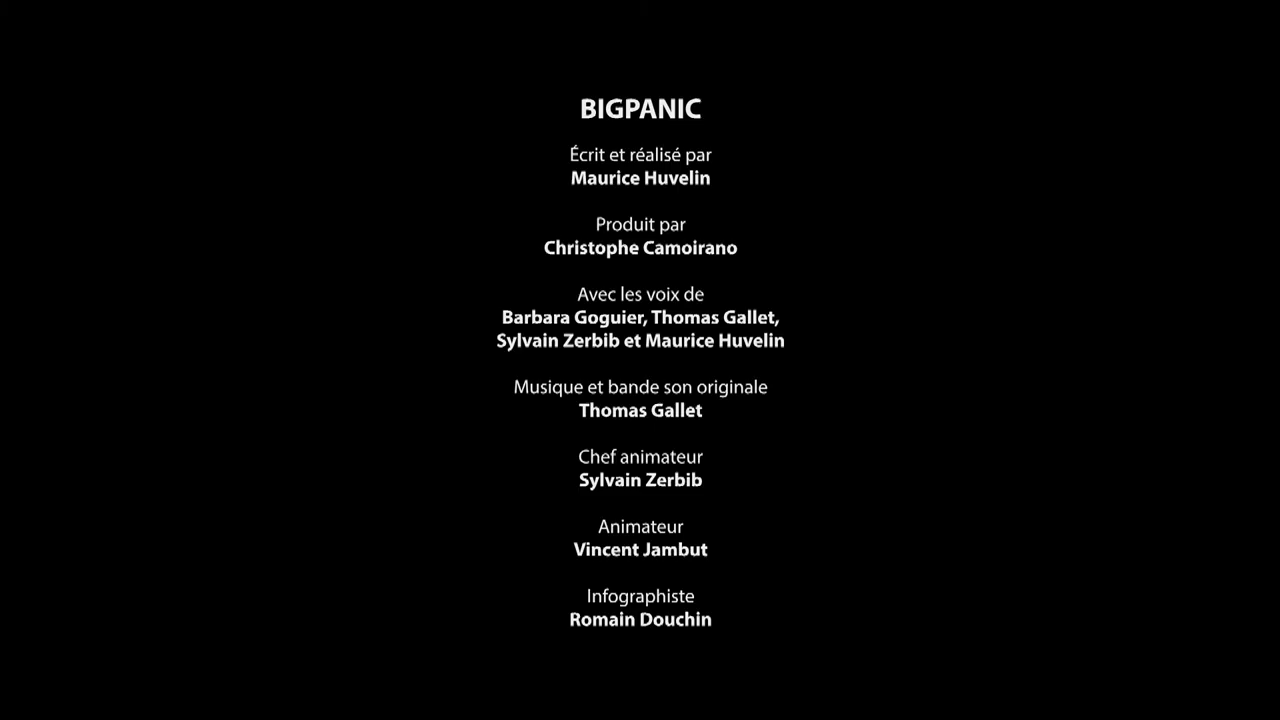 BIGPANIC
Écrit et réalisé par
Maurice Huvelin
Produit par
Christophe Camoirano
Avec les voix de
Barbara Goguier, Thomas Gallet,
Sylvain Zerbib et Maurice Huvelin
Musique et bande son originale
Thomas Gallet
Chef animateur
Sylvain Zerbib
Animateur
Vincent Jambut
Infographiste
Romain Douchin